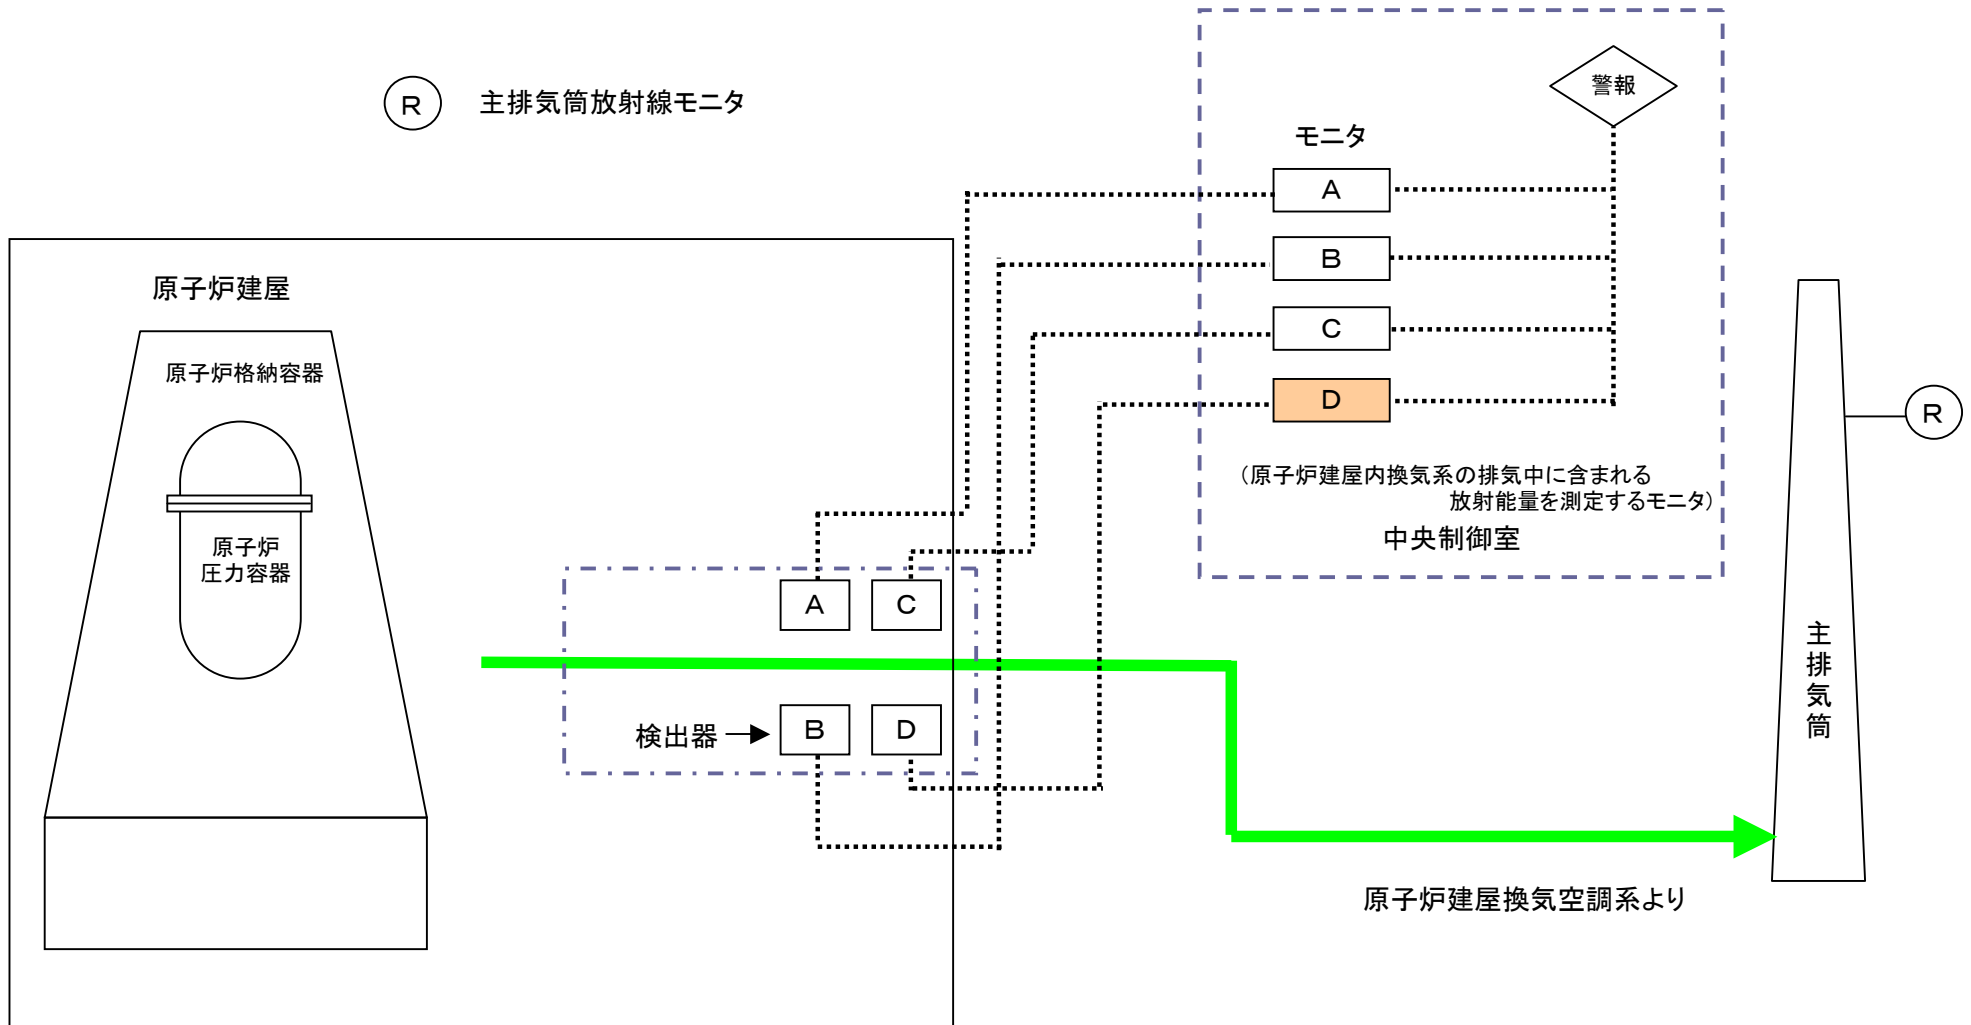 Ｒ 主排気筒放射線モニタ
警報
モニタ
Ａ
Ｂ
Ｃ
Ｄ
（原子炉建屋内換気系の排気中に含まれる
放射能量を測定するモニタ）
中央制御室
原子炉建屋
原子炉格納容器
原子炉
圧力容器
Ａ
Ｃ
検出器
Ｂ
Ｄ
Ｒ
主排気筒
原子炉建屋換気空調系より